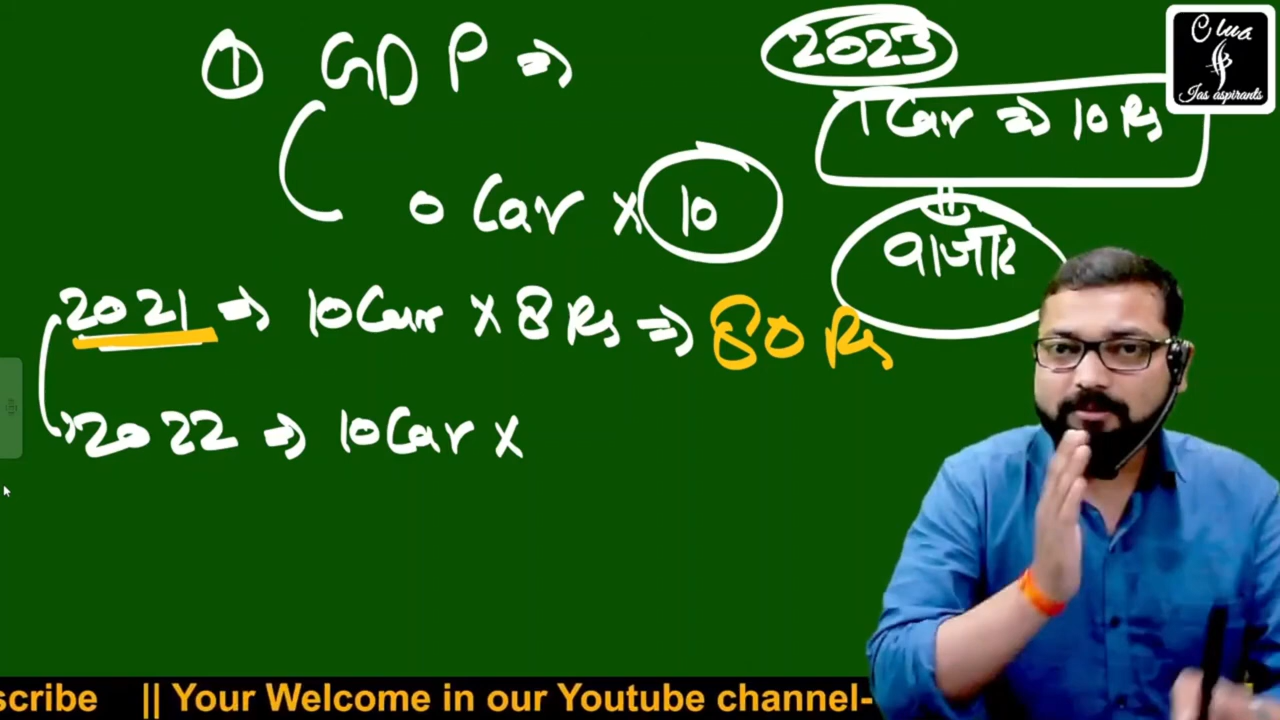 ① GDP ⇒
2023
1 Car ⇒ 10 Rs
0 Car × 10
बाजार
2021 ⇒ 10 Car × 8 Rs ⇒ 80 Rs
2022 ⇒ 10 Car ×
Ias aspirants
scribe || Your Welcome in our Youtube channel-